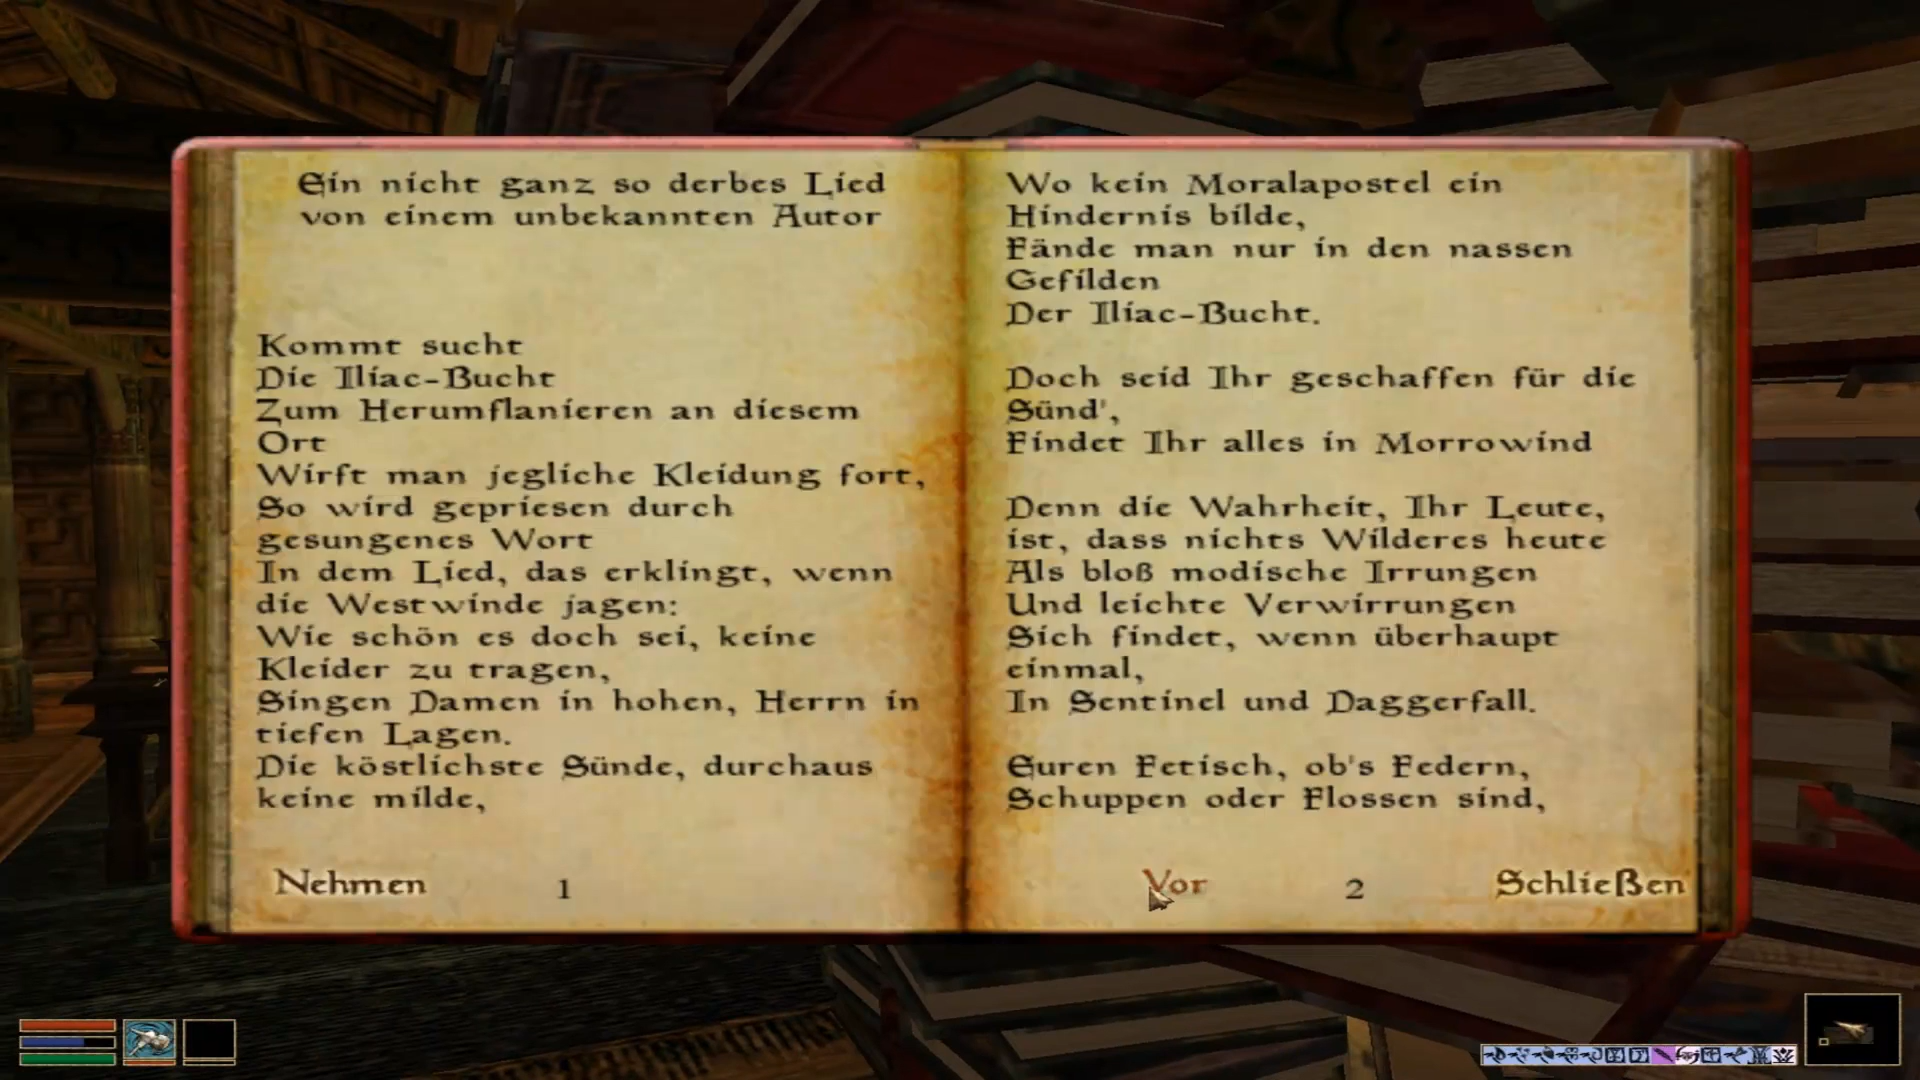 Ein nicht ganz so derbes Lied
von einem unbekannten Autor
Kommt sucht
Die Iliac-Bucht
Zum Herumflanieren an diesem
Ort
Wirft man jegliche Kleidung fort,
So wird gepriesen durch
gesungenes Wort
In dem Lied, das erklingt, wenn
die Westwinde jagen:
Wie schön es doch sei, keine
Kleider zu tragen,
Singen Damen in hohen, Herrn in
tiefen Lagen.
Die köstlichste Sünde, durchaus
keine milde,
Wo kein Moralapostel ein
Hindernis bilde,
Fände man nur in den nassen
Gefilden
Der Iliac-Bucht.
Doch seid Ihr geschaffen für die
Sünd',
Findet Ihr alles in Morrowind
Denn die Wahrheit, Ihr Leute,
ist, dass nichts Wilderes heute
Als bloß modische Irrungen
Und leichte Verwirrungen
Sich findet, wenn überhaupt
einmal,
In Sentinel und Daggerfall.
Euren Fetisch, ob's Federn,
Schuppen oder Flossen sind,
Nehmen 1 Vor 2 Schließen